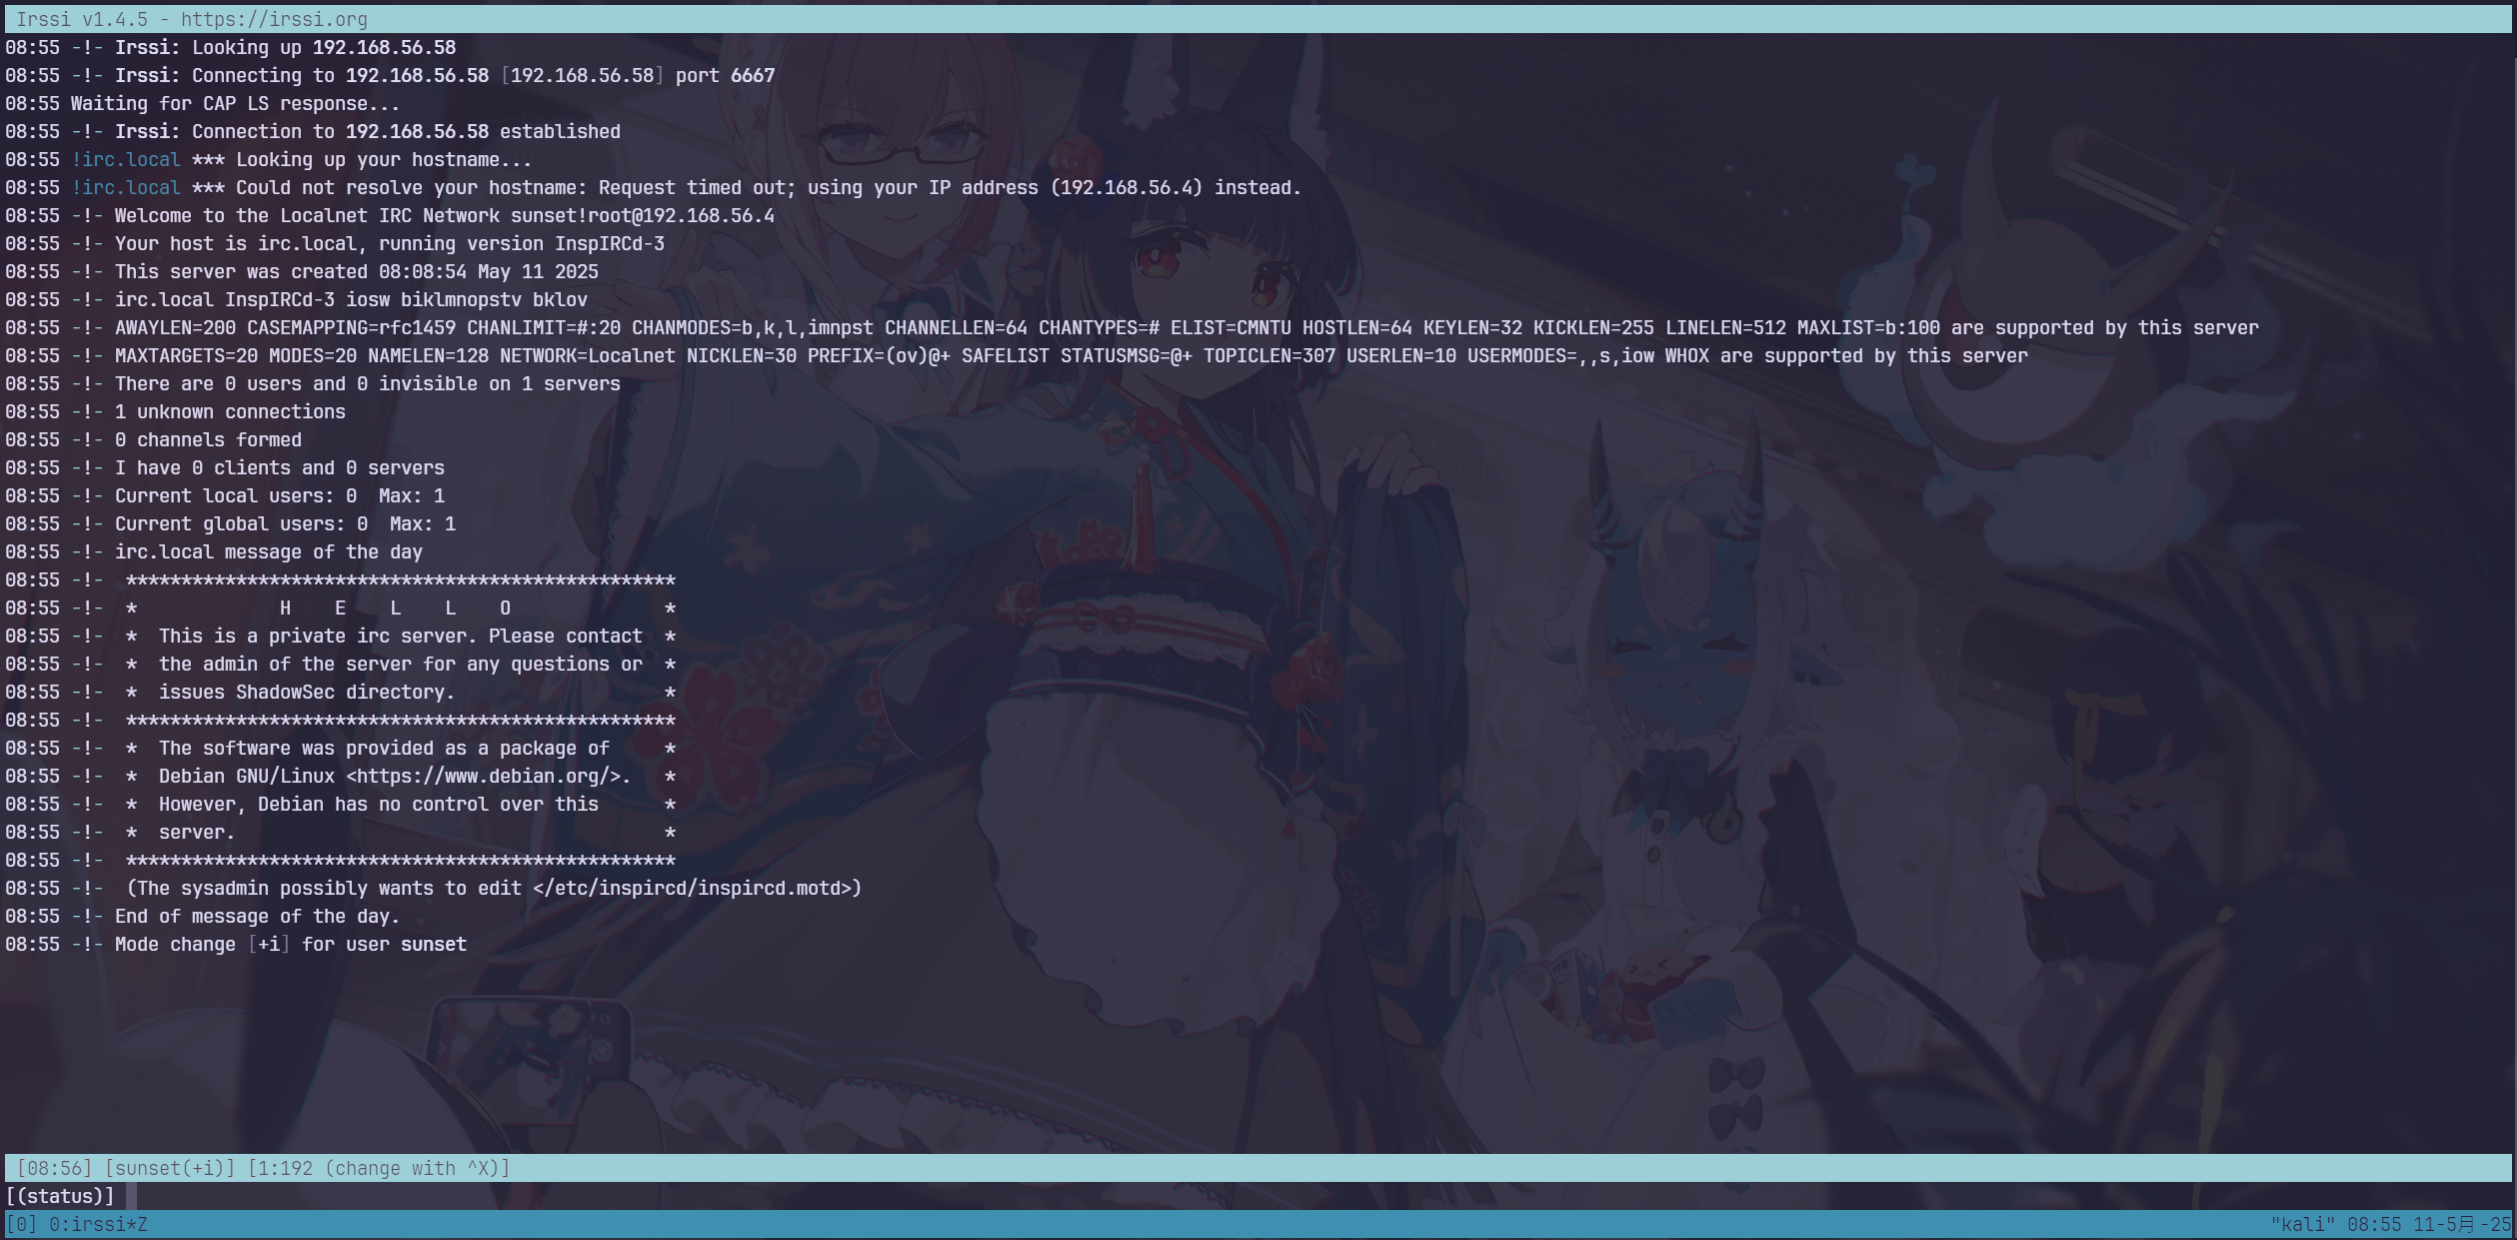 Irssi v1.4.5 - https://irssi.org
08:55 -!- Irssi: Looking up 192.168.56.58
08:55 -!- Irssi: Connecting to 192.168.56.58 [192.168.56.58] port 6667
08:55 Waiting for CAP LS response...
08:55 -!- Irssi: Connection to 192.168.56.58 established
08:55 !irc.local *** Looking up your hostname...
08:55 !irc.local *** Could not resolve your hostname: Request timed out; using your IP address (192.168.56.4) instead.
08:55 -!- Welcome to the Localnet IRC Network sunset!root@192.168.56.4
08:55 -!- Your host is irc.local, running version InspIRCd-3
08:55 -!- This server was created 08:08:54 May 11 2025
08:55 -!- irc.local InspIRCd-3 iosw biklmnopstv bklov
08:55 -!- AWAYLEN=200 CASEMAPPING=rfc1459 CHANLIMIT=#:20 CHANMODES=b,k,l,imnpst CHANNELLEN=64 CHANTYPES=# ELIST=CMNTU HOSTLEN=64 KEYLEN=32 KICKLEN=255 LINELEN=512 MAXLIST=b:100 are supported by this server
08:55 -!- MAXTARGETS=20 MODES=20 NAMELEN=128 NETWORK=Localnet NICKLEN=30 PREFIX=(ov)@+ SAFELIST STATUSMSG=@+ TOPICLEN=307 USERLEN=10 USERMODES=,,s,iow WHOX are supported by this server
08:55 -!- There are 0 users and 0 invisible on 1 servers
08:55 -!- 1 unknown connections
08:55 -!- 0 channels formed
08:55 -!- I have 0 clients and 0 servers
08:55 -!- Current local users: 0  Max: 1
08:55 -!- Current global users: 0  Max: 1
08:55 -!- irc.local message of the day
08:55 -!-  **************************************************
08:55 -!-  *             H    E    L    L    O              *
08:55 -!-  *  This is a private irc server. Please contact  *
08:55 -!-  *  the admin of the server for any questions or  *
08:55 -!-  *  issues ShadowSec directory.                   *
08:55 -!-  **************************************************
08:55 -!-  *  The software was provided as a package of     *
08:55 -!-  *  Debian GNU/Linux <https://www.debian.org/>.   *
08:55 -!-  *  However, Debian has no control over this      *
08:55 -!-  *  server.                                       *
08:55 -!-  **************************************************
08:55 -!-  (The sysadmin possibly wants to edit </etc/inspircd/inspircd.motd>)
08:55 -!- End of message of the day.
08:55 -!- Mode change [+i] for user sunset
[08:56] [sunset(+i)] [1:192 (change with ^X)]
[(status)]
[0] 0:irssi*Z "kali" 08:55 11-5月-25